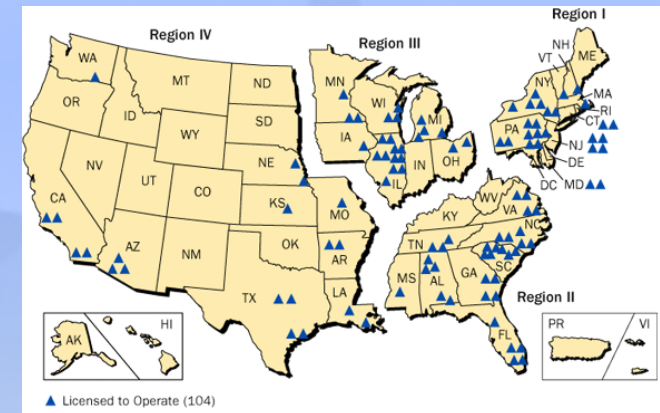 Region I
Region IV
Region III
NH
VT
ME
WA
MT
ND
MN
NY
MA
OR
ID
SD
WI
MI
RI
CT
WY
IA
PA
NJ
NV
NE
IL
IN
OH
DE
UT
CO
DC
MD
CA
KS
MO
WV
VA
KY
NC
AZ
NM
OK
AR
TN
SC
TX
LA
MS
AL
GA
Region II
HI
AK
FL
PR
VI
Licensed to Operate (104)